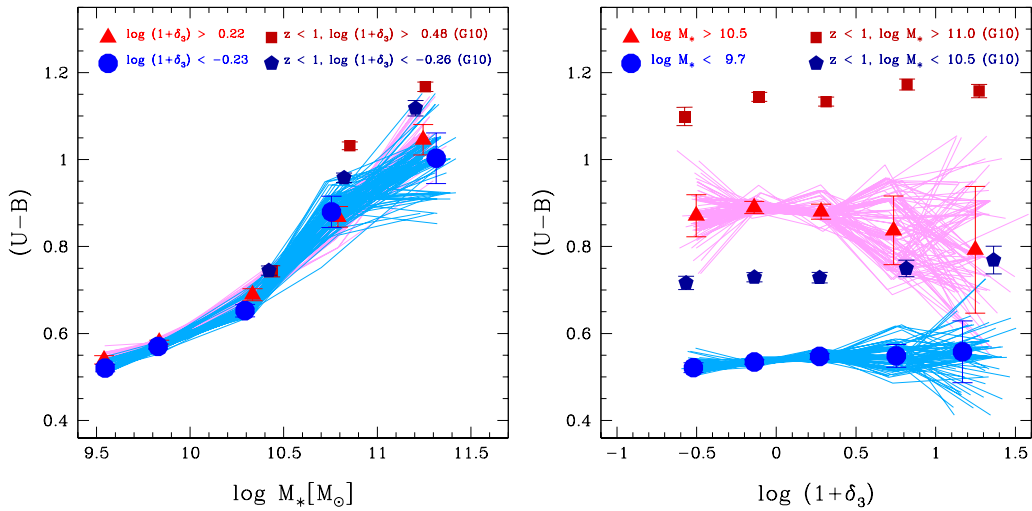 log (1+δ₃) > 0.22
z < 1, log (1+δ₃) > 0.48 (G10)
log (1+δ₃) < −0.23
z < 1, log (1+δ₃) < −0.26 (G10)
1.2
1
0.8
0.6
0.4
(U−B)
9.5
10
10.5
11
11.5
log M*[M☉]
log M* > 10.5
z < 1, log M* > 11.0 (G10)
log M* < 9.7
z < 1, log M* < 10.5 (G10)
1.2
1
0.8
0.6
0.4
(U−B)
−1
−0.5
0
0.5
1
1.5
log (1+δ₃)